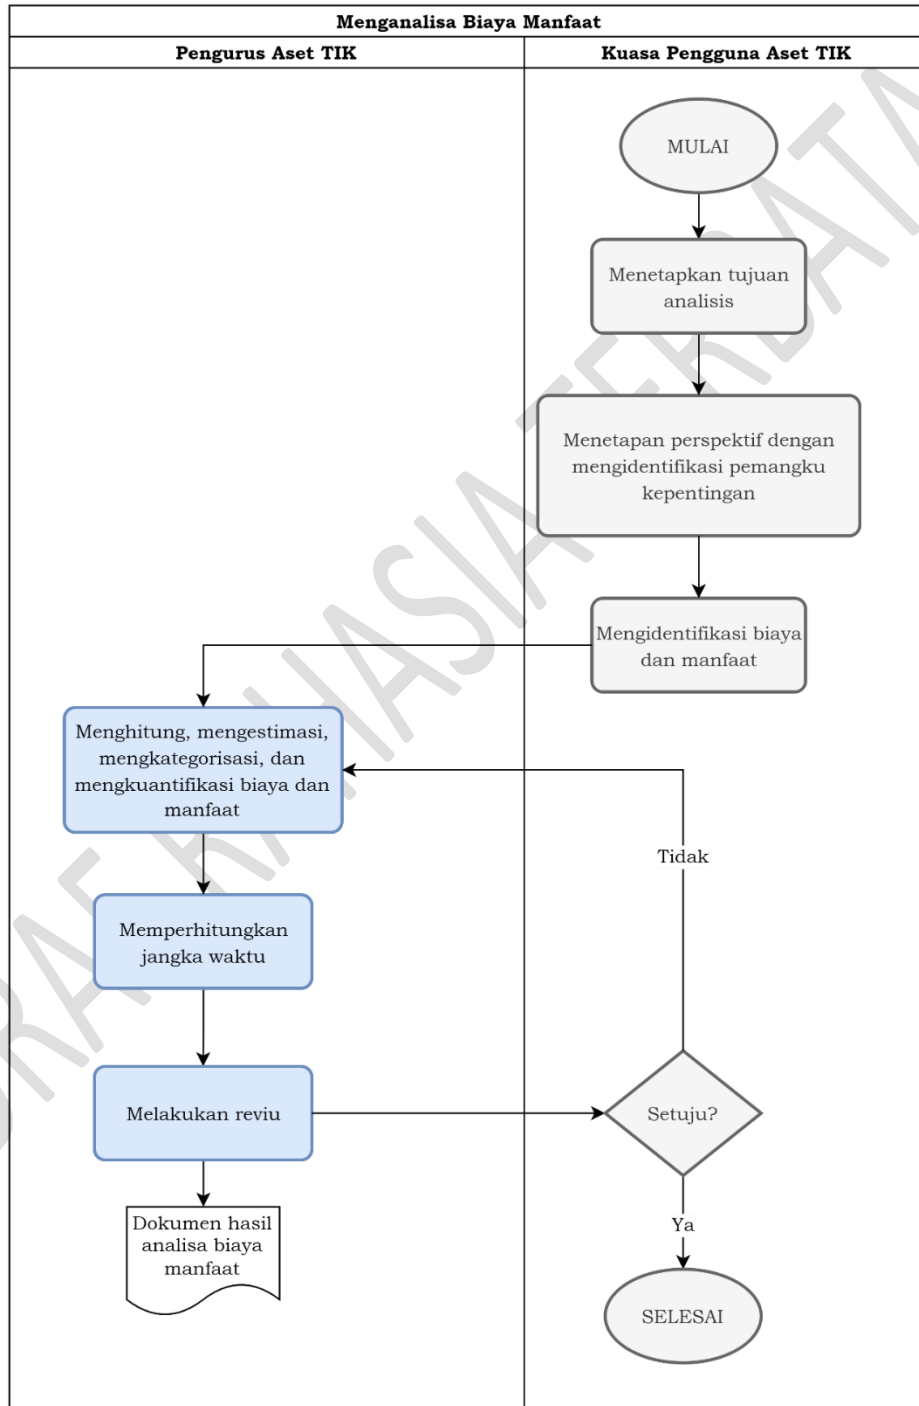 Menganalisa Biaya Manfaat
Pengurus Aset TIK
Kuasa Pengguna Aset TIK
MULAI
Menetapkan tujuan
analisis
Menetapan perspektif dengan
mengidentifikasi pemangku
kepentingan
Mengidentifikasi biaya
dan manfaat
Menghitung, mengestimasi,
mengkategorisasi, dan
mengkuantifikasi biaya dan
manfaat
Tidak
Memperhitungkan
jangka waktu
Melakukan reviu
Setuju?
Dokumen hasil
analisa biaya
manfaat
Ya
SELESAI
RAHASIA